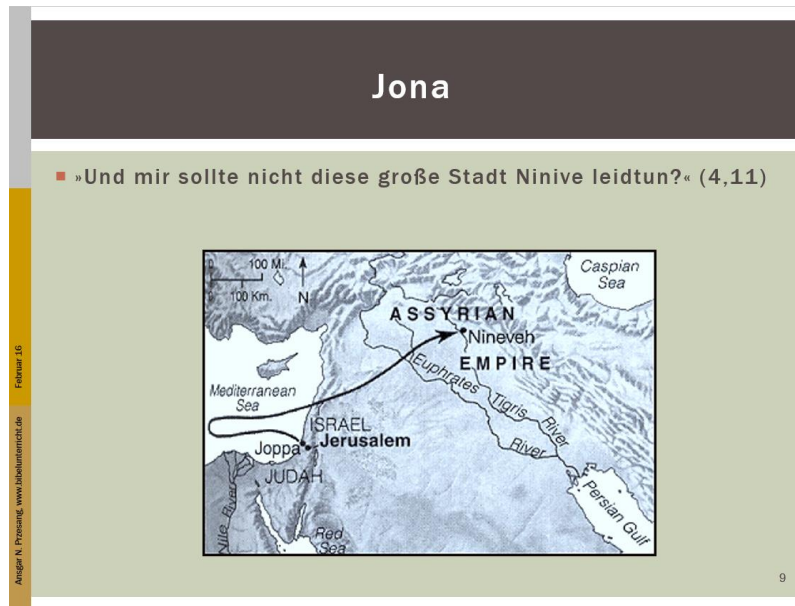 Jona
»Und mir sollte nicht diese große Stadt Ninive leidtun?« (4,11)
100 Mi.
100 Km.
N
Caspian
Sea
ASSYRIAN
Nineveh
EMPIRE
Euphrates
Tigris
River
River
Mediterranean
Sea
ISRAEL
Jerusalem
Joppa
JUDAH
Nile River
Red
Sea
Persian Gulf
Februar 16
Ansgar N. Przesang, www.bibelunterricht.de
9